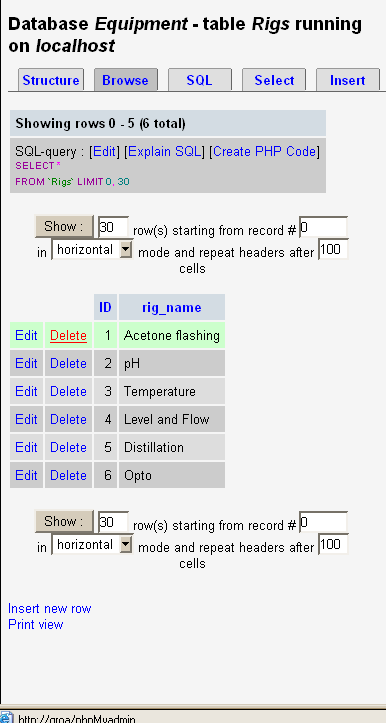 Database Equipment - table Rigs running
on localhost
Structure Browse SQL Select Insert
Showing rows 0 - 5 (6 total)
SQL-query : [Edit] [Explain SQL] [Create PHP Code]
SELECT *
FROM `Rigs` LIMIT 0, 30
Show : 30 row(s) starting from record # 0
in horizontal mode and repeat headers after 100
cells
ID rig_name
Edit Delete 1 Acetone flashing
Edit Delete 2 pH
Edit Delete 3 Temperature
Edit Delete 4 Level and Flow
Edit Delete 5 Distillation
Edit Delete 6 Opto
Show : 30 row(s) starting from record # 0
in horizontal mode and repeat headers after 100
cells
Insert new row
Print view
http://groa/phpMyadmin